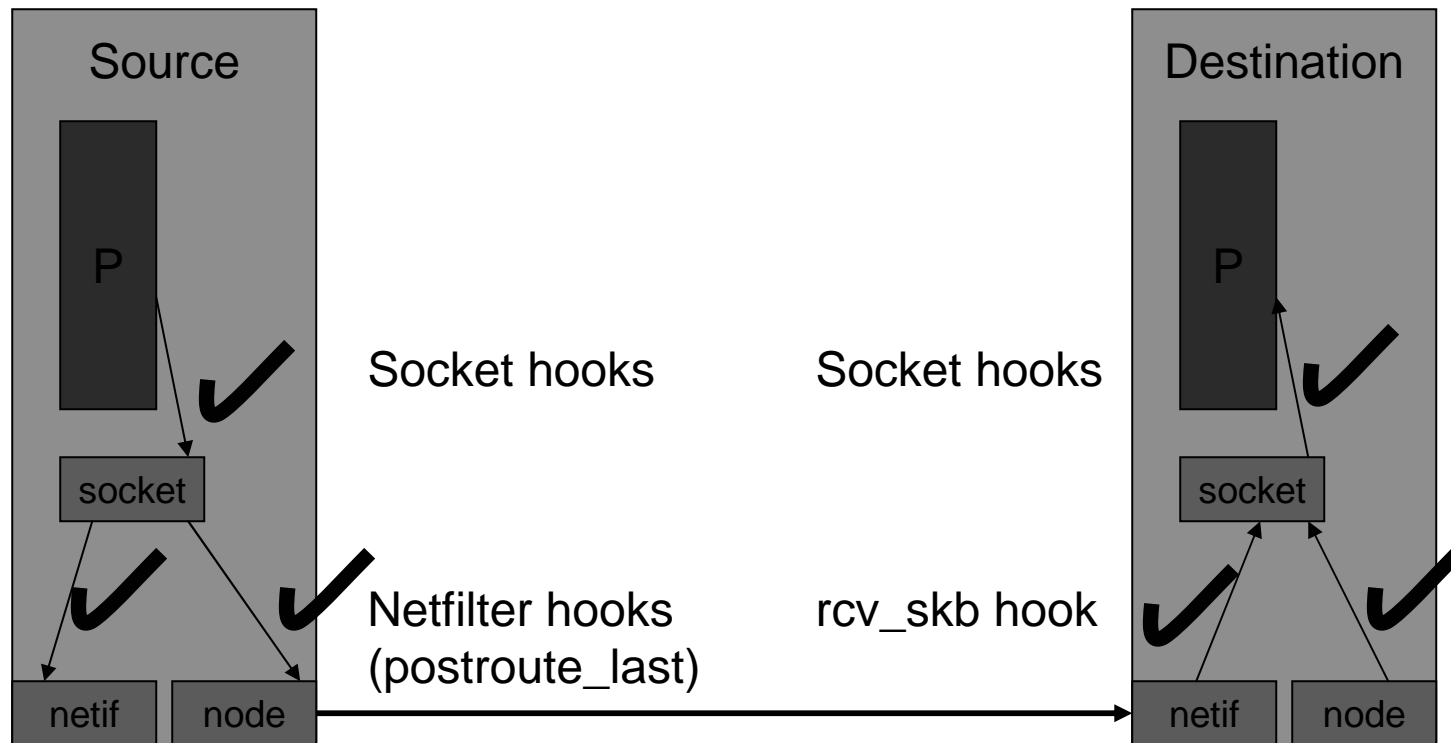 Source
Destination
P
P
Socket hooks
Socket hooks
socket
socket
Netfilter hooks
(postroute_last)
rcv_skb hook
netif
node
netif
node